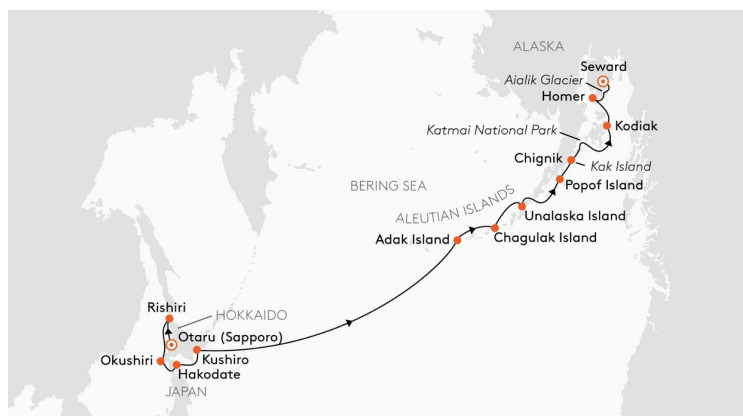 ALASKA
Seward
Aialik Glacier
Homer
Kodiak
Katmai National Park
Chignik
Kak Island
Popof Island
BERING SEA
ALEUTIAN ISLANDS
Unalaska Island
Adak Island
Chagulak Island
Rishiri
HOKKAIDO
Otaru (Sapporo)
Kushiro
Okushiri
Hakodate
JAPAN